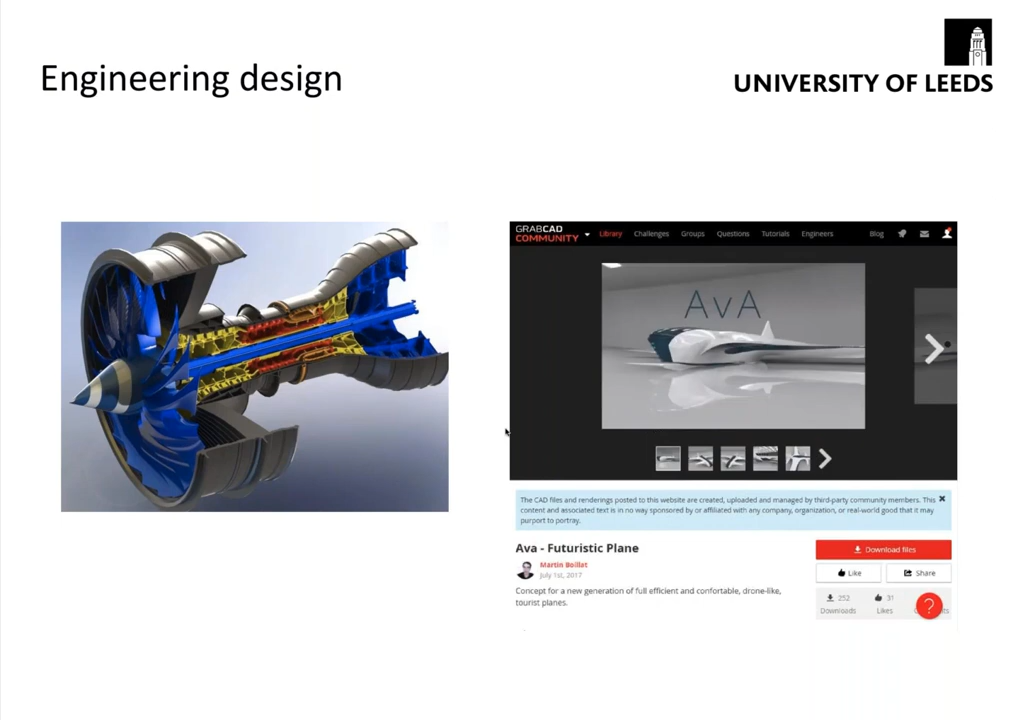 Engineering design
UNIVERSITY OF LEEDS
GRABCAD
COMMUNITY
Library Challenges Groups Questions Tutorials Engineers Blog
AvA
The CAD files and renderings posted to this website are created, uploaded and managed by third-party community members. This
content and associated text is in no way sponsored by or affiliated with any company, organization, or real-world good that it may
purport to portray.
Ava - Futuristic Plane
Martin Boillat
July 1st, 2017
Concept for a new generation of full efficient and confortable, drone-like,
tourist planes.
Download files
Like Share
252 31
Downloads Likes
?